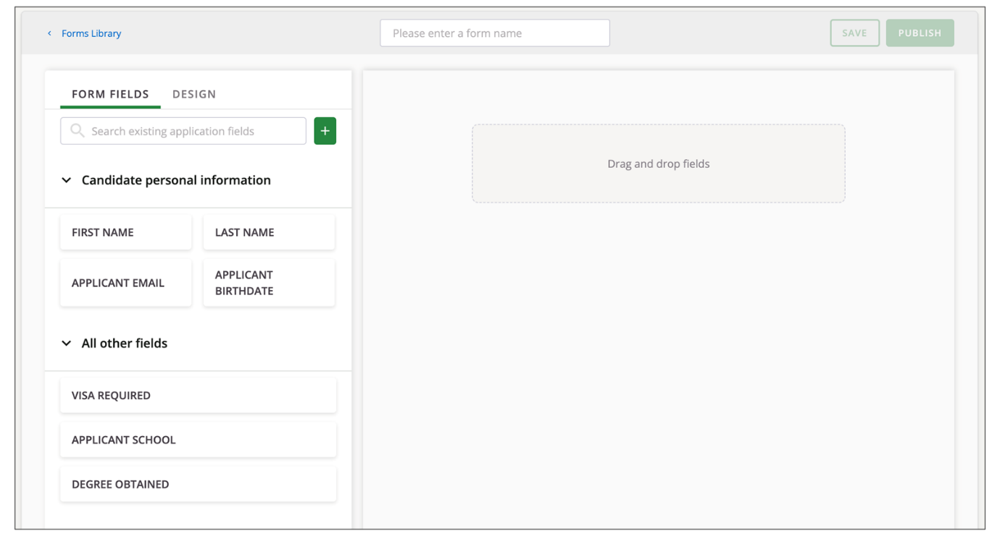 Forms Library
Please enter a form name
SAVE
PUBLISH
FORM FIELDS
DESIGN
Search existing application fields
+
Candidate personal information
FIRST NAME
LAST NAME
APPLICANT EMAIL
APPLICANT
BIRTHDATE
All other fields
VISA REQUIRED
APPLICANT SCHOOL
DEGREE OBTAINED
Drag and drop fields